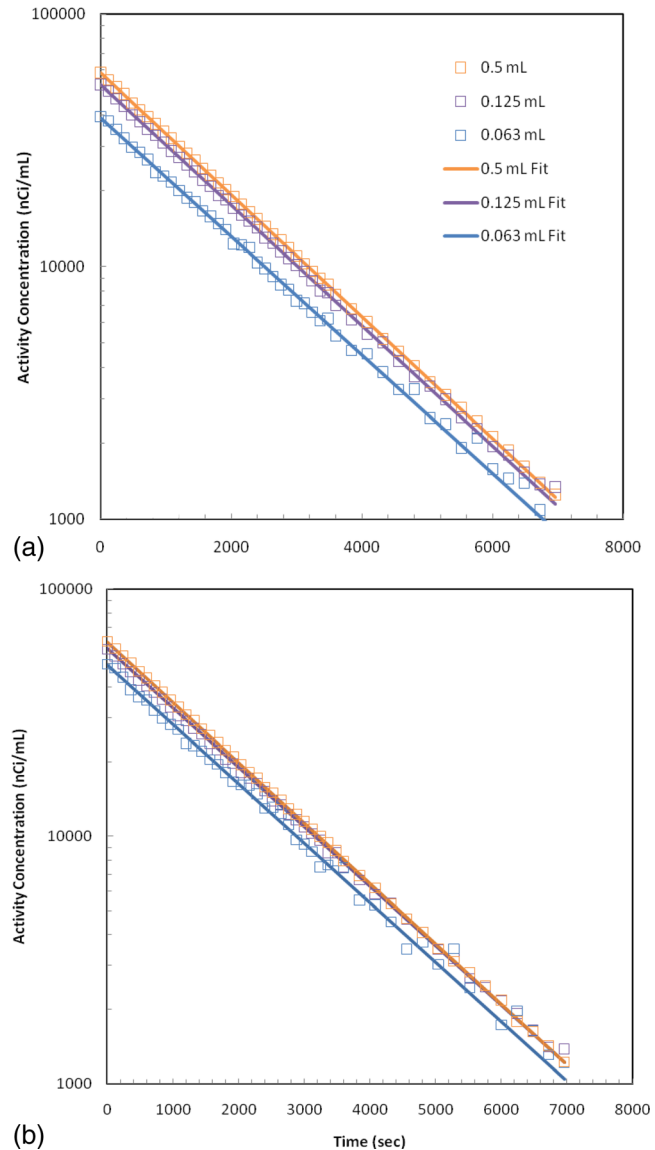 100000
10000
1000
Activity Concentration (nCi/mL)
0.5 mL
0.125 mL
0.063 mL
0.5 mL Fit
0.125 mL Fit
0.063 mL Fit
(a)
0 2000 4000 6000 8000
100000
10000
1000
Activity Concentration (nCi/mL)
0 1000 2000 3000 4000 5000 6000 7000 8000
(b)
Time (sec)